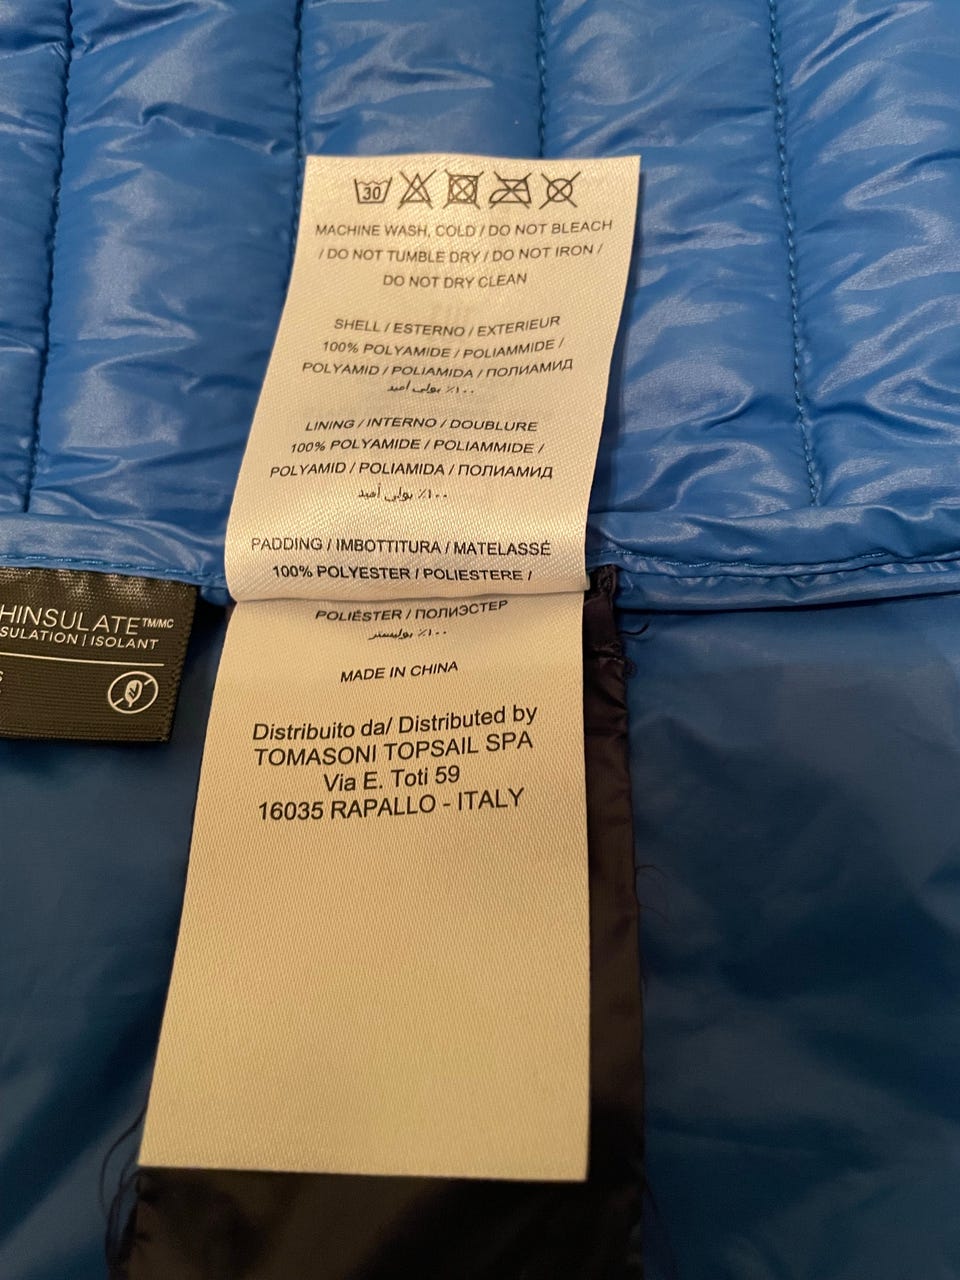 30
MACHINE WASH, COLD / DO NOT BLEACH
/ DO NOT TUMBLE DRY / DO NOT IRON /
DO NOT DRY CLEAN
SHELL / ESTERNO / EXTERIEUR
100% POLYAMIDE / POLIAMMIDE /
POLYAMID / POLIAMIDA / ПОЛИАМИД
١٠٠٪ بولى أميد
LINING / INTERNO / DOUBLURE
100% POLYAMIDE / POLIAMMIDE /
POLYAMID / POLIAMIDA / ПОЛИАМИД
١٠٠٪ بولى أميد
PADDING / IMBOTTITURA / MATELASSÉ
100% POLYESTER / POLIESTERE /
POLIÉSTER / ПОЛИЭСТЕР
١٠٠٪ بوليستر
MADE IN CHINA
Distribuito da/ Distributed by
TOMASONI TOPSAIL SPA
Via E. Toti 59
16035 RAPALLO - ITALY
HINSULATE™/MC
SULATION | ISOLANT